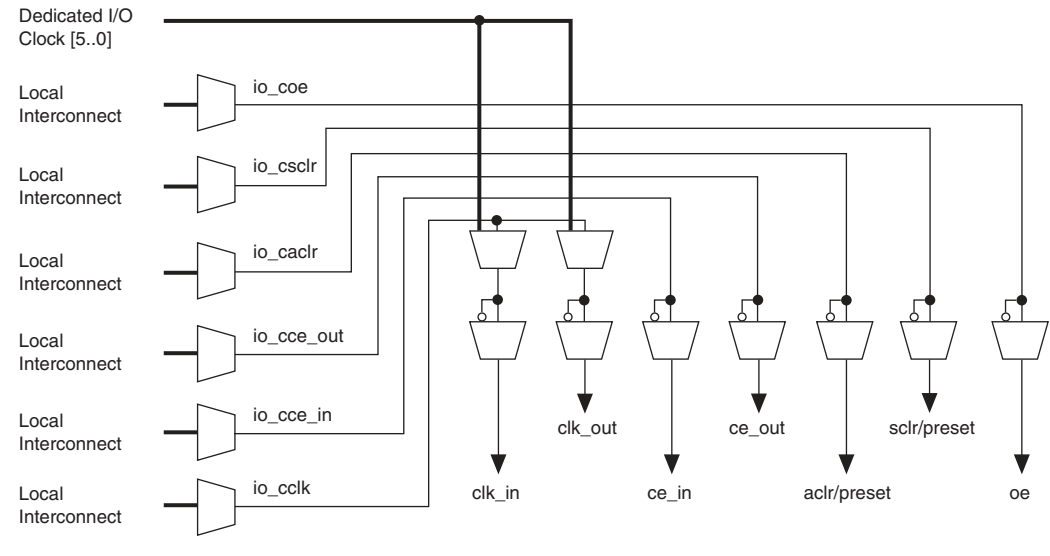 Dedicated I/O
Clock [5..0]
Local
Interconnect
io_coe
Local
Interconnect
io_csclr
Local
Interconnect
io_caclr
Local
Interconnect
io_cce_out
Local
Interconnect
io_cce_in
Local
Interconnect
io_cclk
clk_out
ce_out
sclr/preset
clk_in
ce_in
aclr/preset
oe